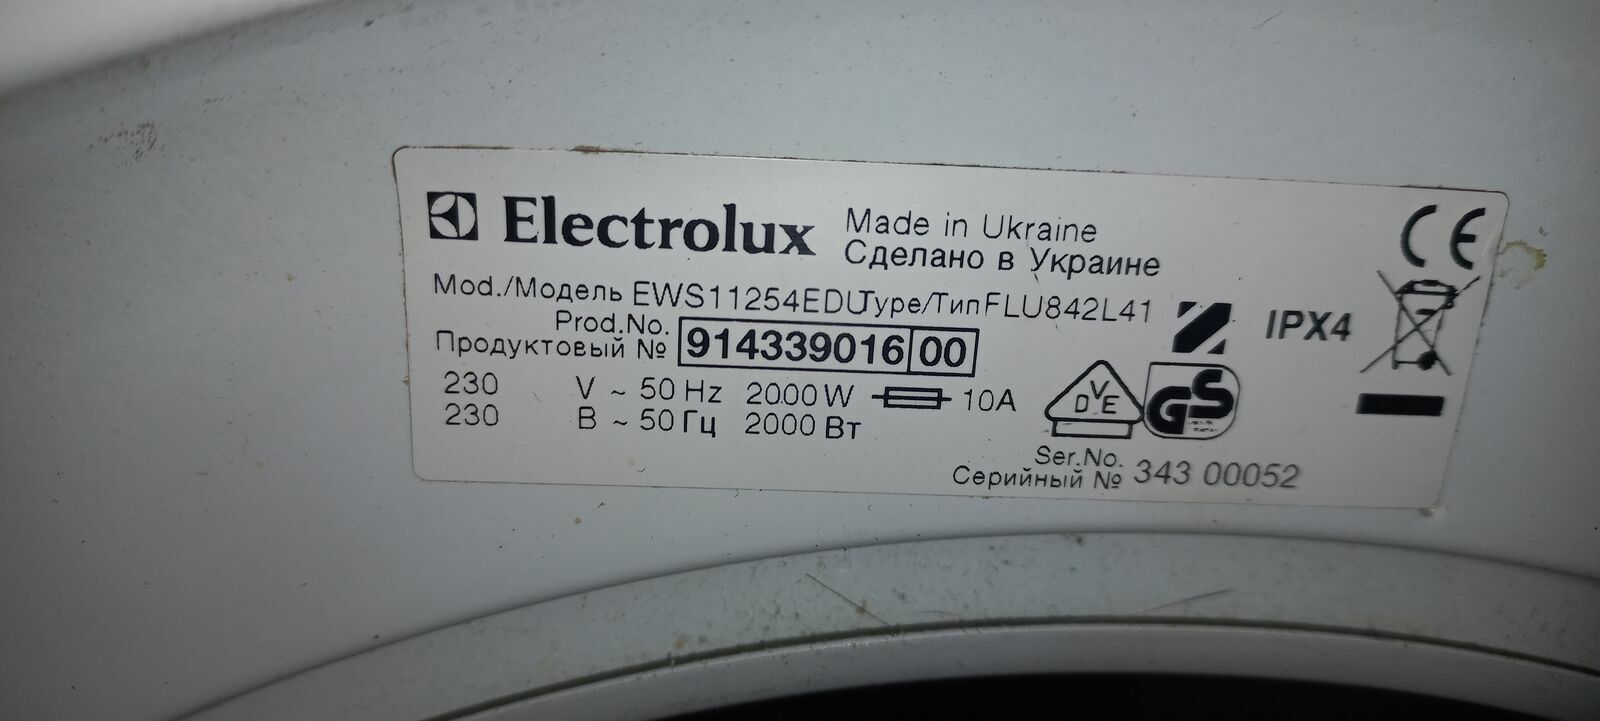 Electrolux
Made in Ukraine
Сделано в Украине
CE
Mod./Модель EWS11254EDU Type/Тип FLU842L41
IPX4
Prod.No.
Продуктовый № 914339016 00
230 V ~ 50 Hz 2000 W 10A
230 В ~ 50 Гц 2000 Вт
DVE
GS
Ser.No.
Серийный № 343 00052